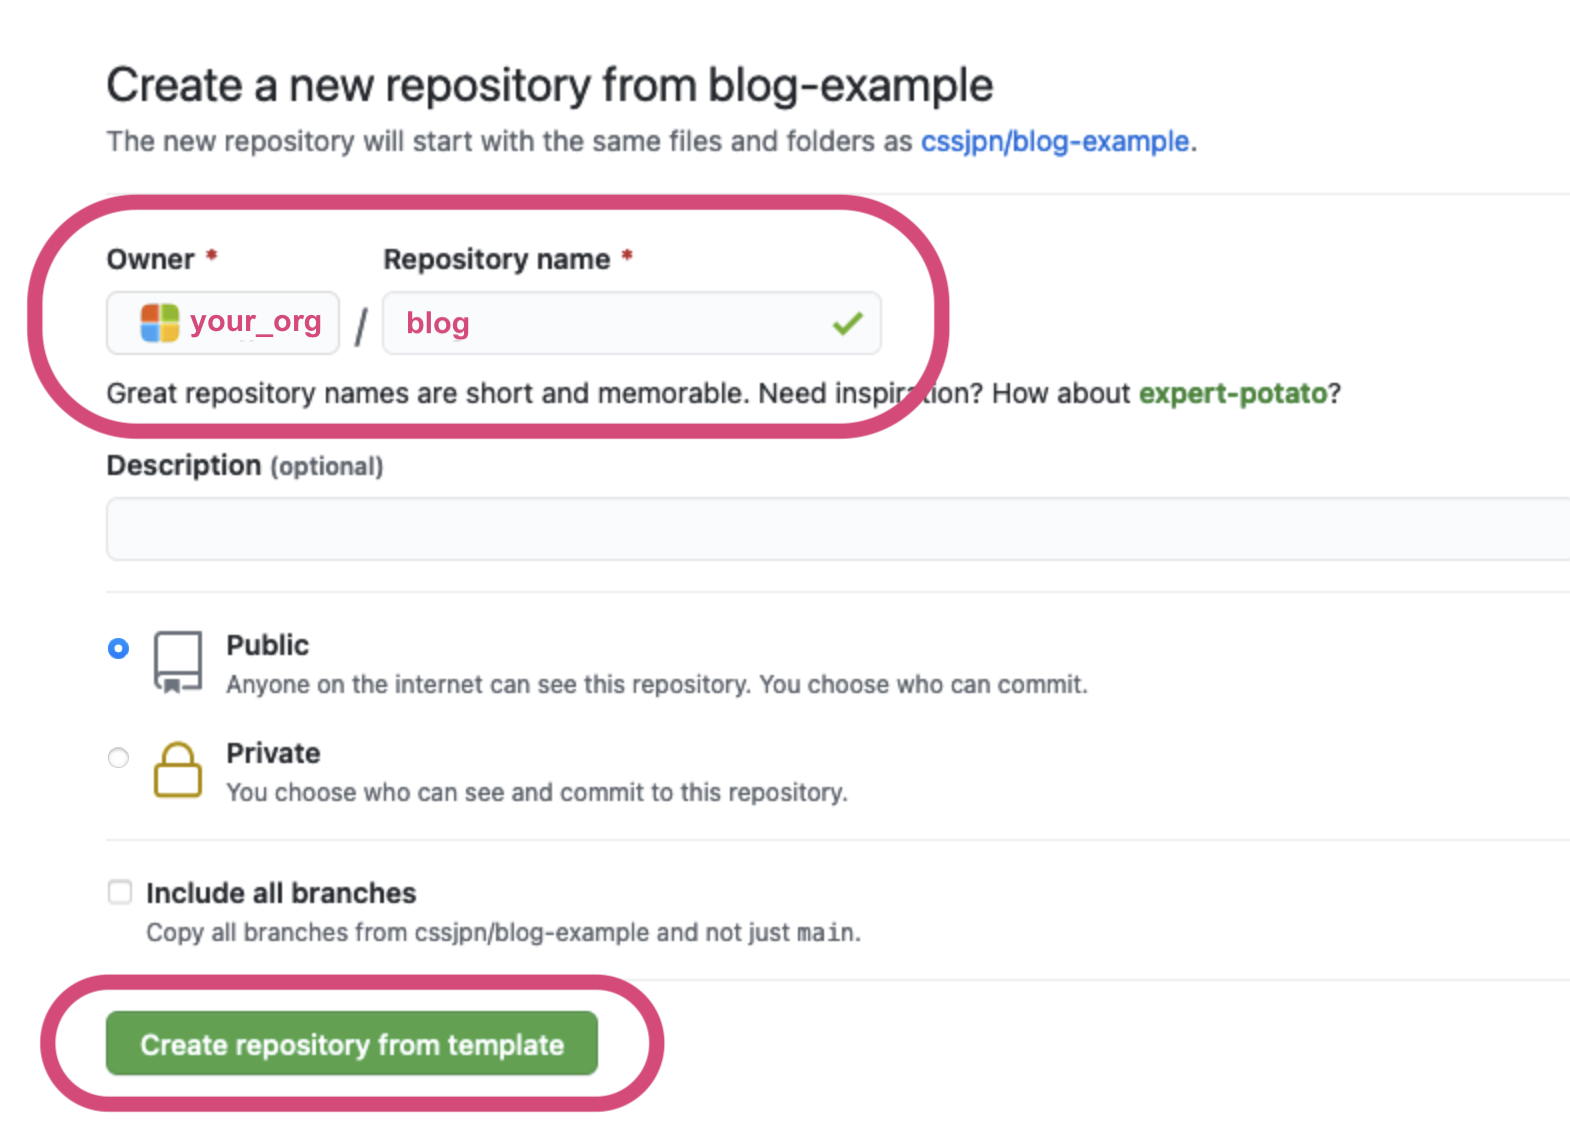 Create a new repository from blog-example
The new repository will start with the same files and folders as cssjpn/blog-example.
Owner * Repository name *
your_org / blog
Great repository names are short and memorable. Need inspiration? How about expert-potato?
Description (optional)
Public
Anyone on the internet can see this repository. You choose who can commit.
Private
You choose who can see and commit to this repository.
Include all branches
Copy all branches from cssjpn/blog-example and not just main.
Create repository from template